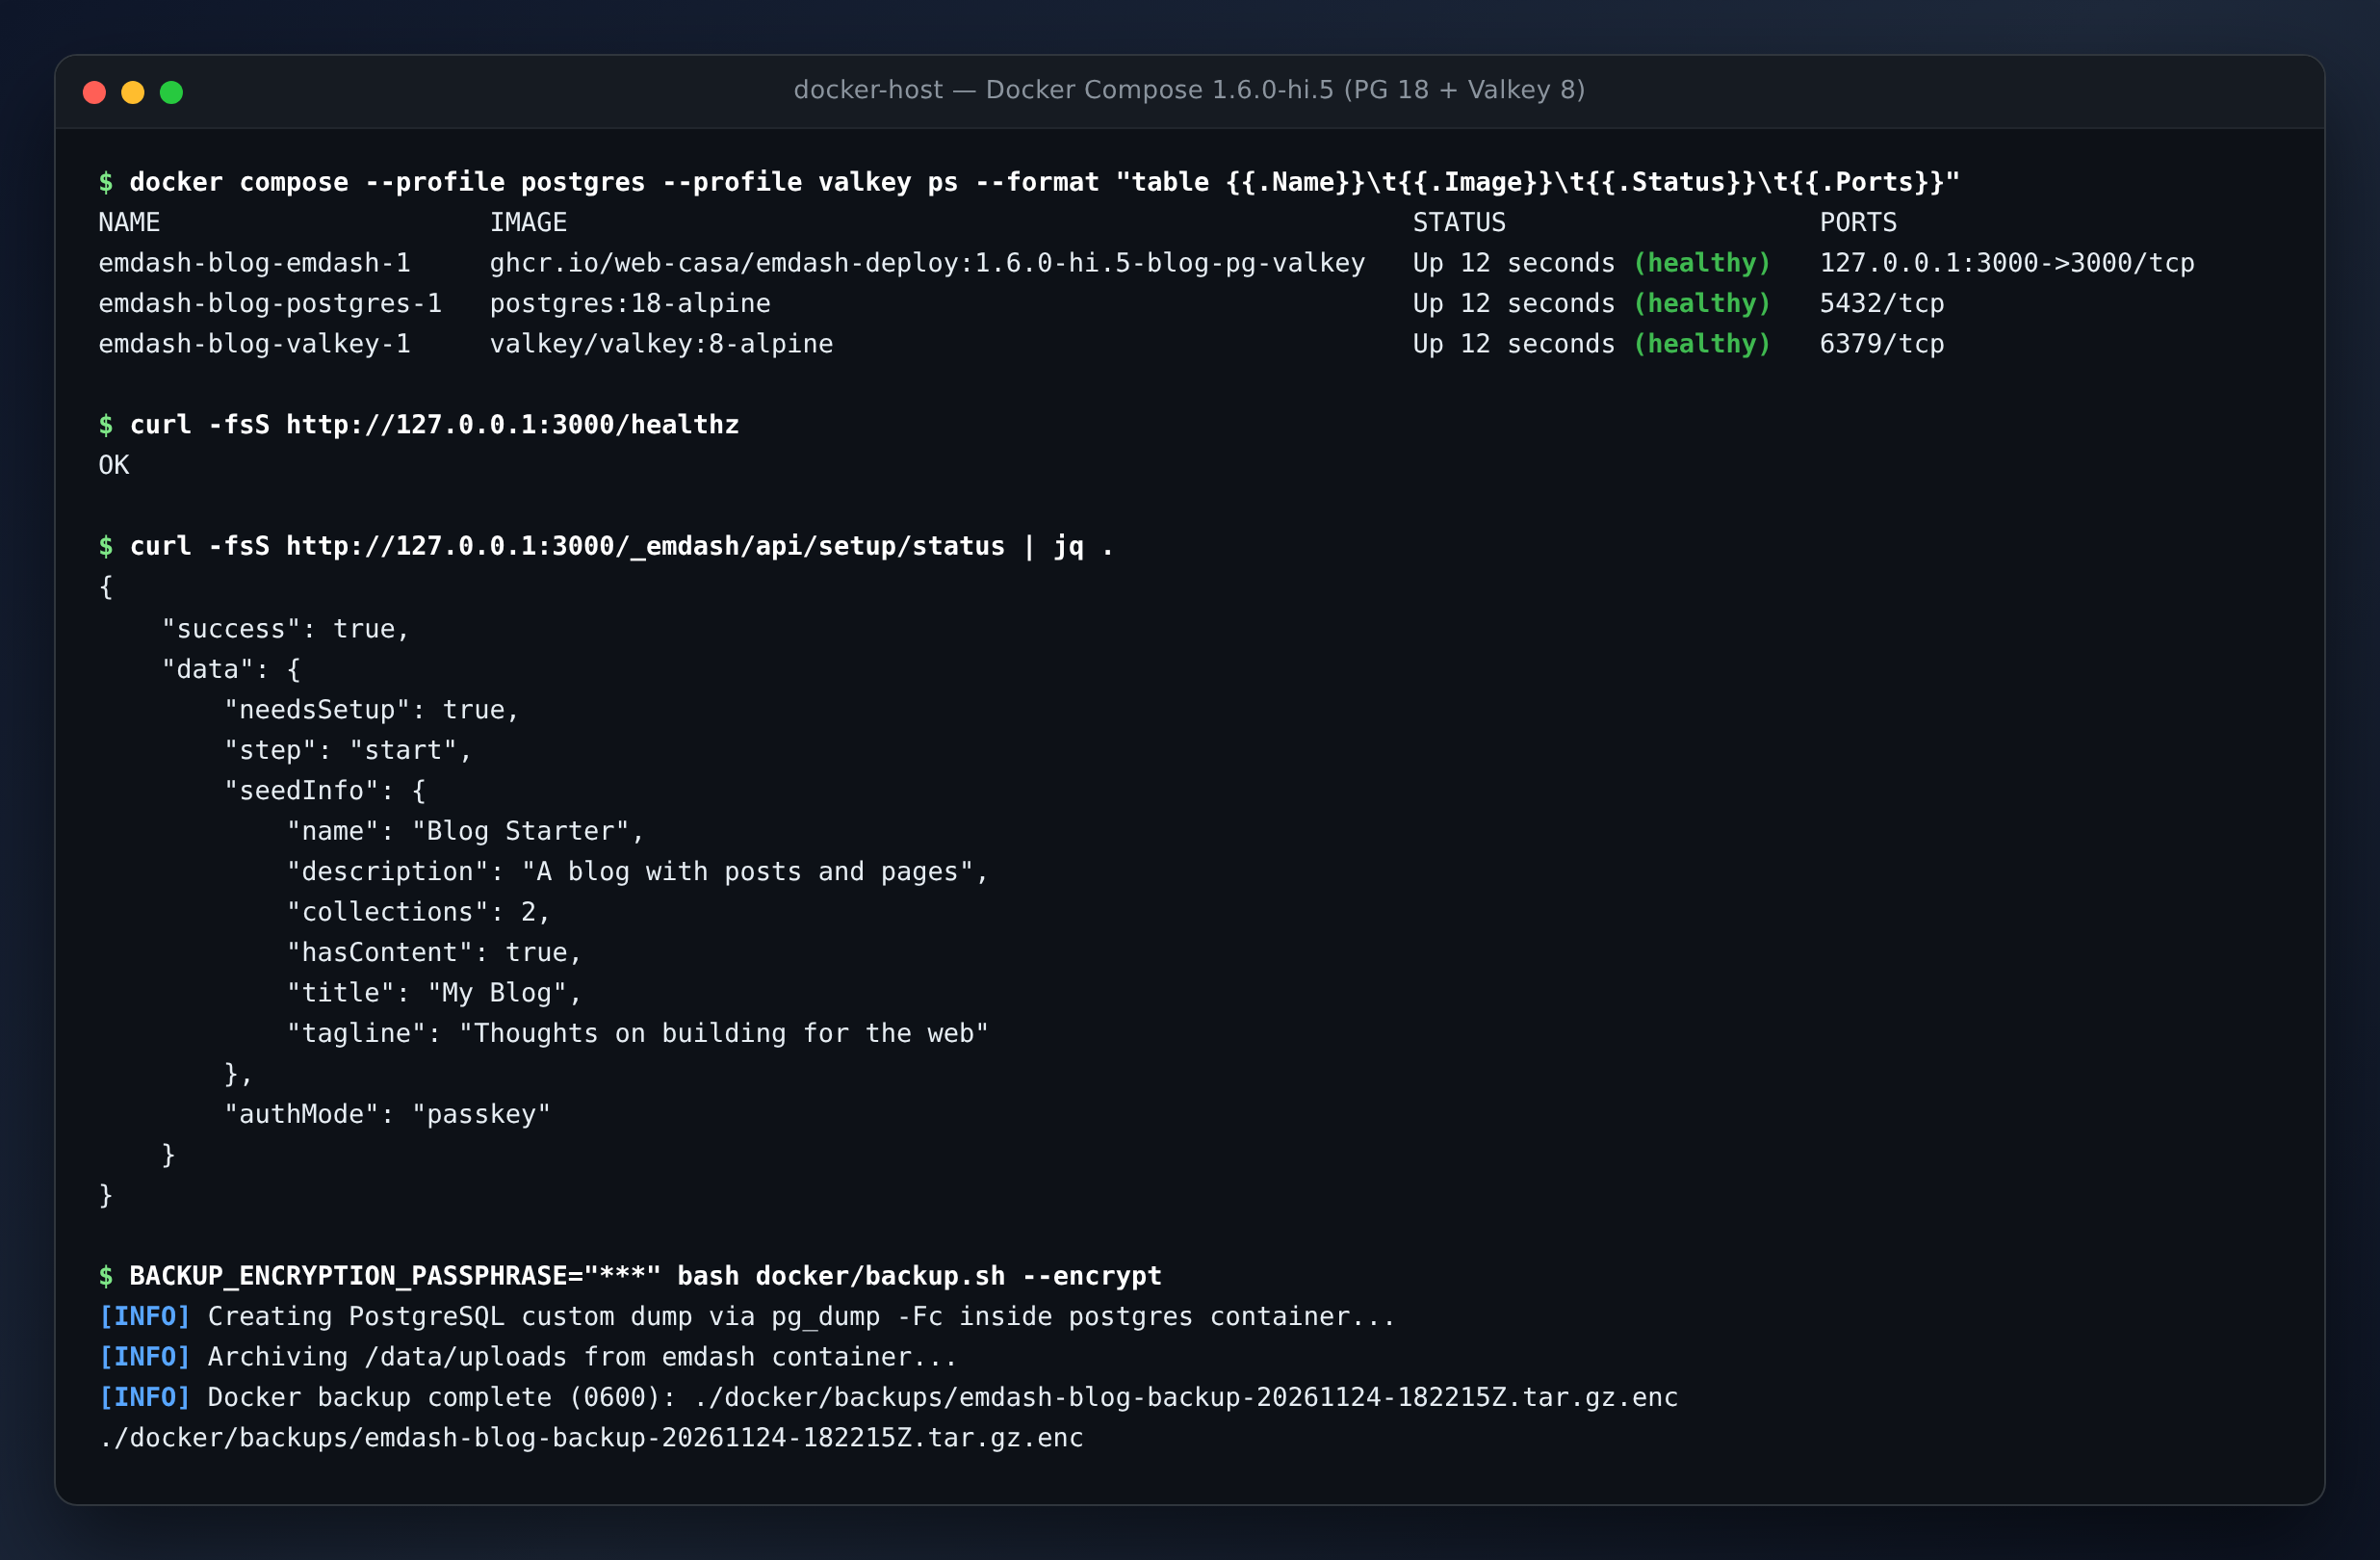 docker-host — Docker Compose 1.6.0-hi.5 (PG 18 + Valkey 8)
$ docker compose --profile postgres --profile valkey ps --format "table {{.Name}}\t{{.Image}}\t{{.Status}}\t{{.Ports}}"
NAME                     IMAGE                                                      STATUS                    PORTS
emdash-blog-emdash-1     ghcr.io/web-casa/emdash-deploy:1.6.0-hi.5-blog-pg-valkey   Up 12 seconds (healthy)   127.0.0.1:3000->3000/tcp
emdash-blog-postgres-1   postgres:18-alpine                                         Up 12 seconds (healthy)   5432/tcp
emdash-blog-valkey-1     valkey/valkey:8-alpine                                     Up 12 seconds (healthy)   6379/tcp
$ curl -fsS http://127.0.0.1:3000/healthz
OK
$ curl -fsS http://127.0.0.1:3000/_emdash/api/setup/status | jq .
{
    "success": true,
    "data": {
        "needsSetup": true,
        "step": "start",
        "seedInfo": {
            "name": "Blog Starter",
            "description": "A blog with posts and pages",
            "collections": 2,
            "hasContent": true,
            "title": "My Blog",
            "tagline": "Thoughts on building for the web"
        },
        "authMode": "passkey"
    }
}
$ BACKUP_ENCRYPTION_PASSPHRASE="***" bash docker/backup.sh --encrypt
[INFO] Creating PostgreSQL custom dump via pg_dump -Fc inside postgres container...
[INFO] Archiving /data/uploads from emdash container...
[INFO] Docker backup complete (0600): ./docker/backups/emdash-blog-backup-20261124-182215Z.tar.gz.enc
./docker/backups/emdash-blog-backup-20261124-182215Z.tar.gz.enc